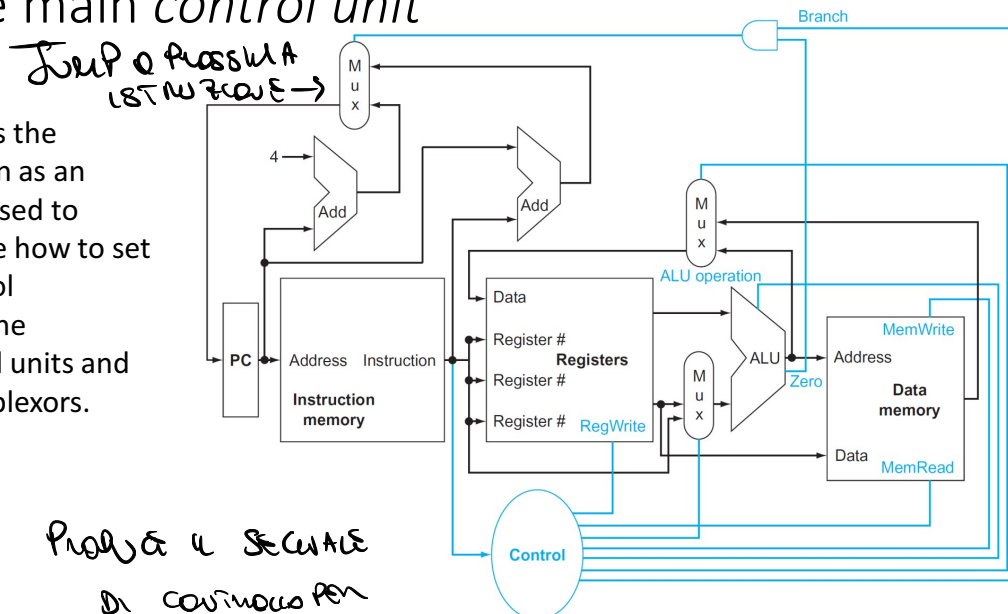 e main control unit
JUMP O PROSSIMA
ISTRUZIONE →
s the
n as an
sed to
e how to set
ol
ne
l units and
plexors.
Branch
M
u
x
4
Add
Add
M
u
x
ALU operation
Data
Register #
Registers
Register #
Register #
RegWrite
PC
Address
Instruction
Instruction
memory
M
u
x
ALU
Zero
MemWrite
Address
Data
memory
Data
MemRead
Control
PRODUCE IL SEGNALE
DI CONTROLLO PER